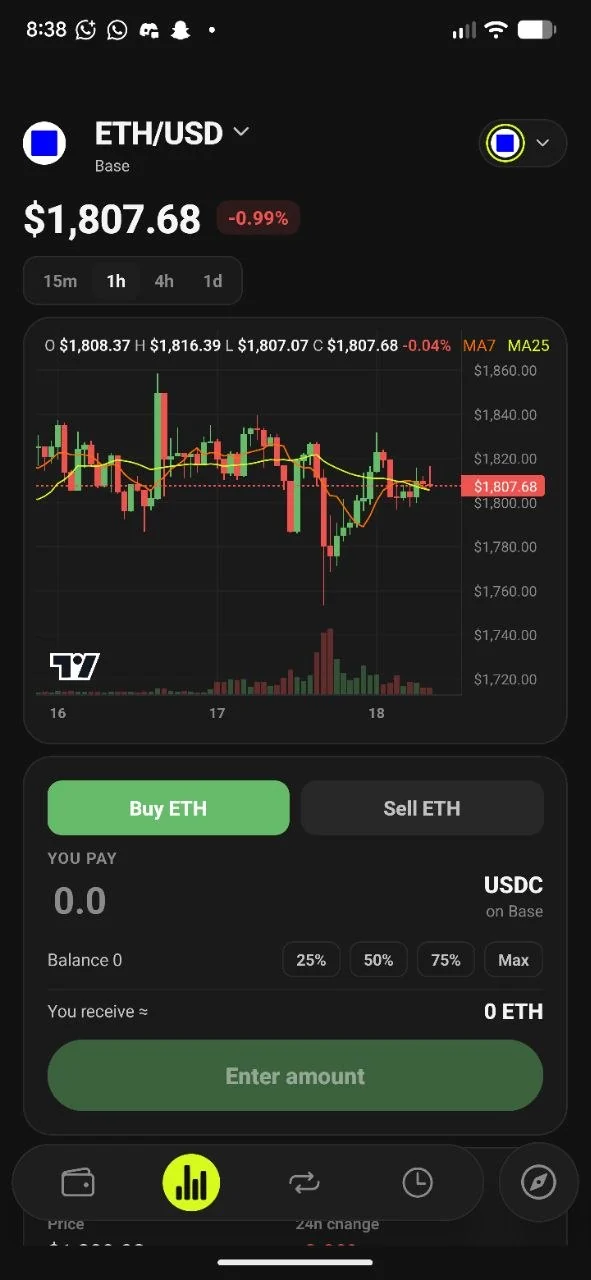 8:38
ETH/USD
Base
$1,807.68 -0.99%
15m 1h 4h 1d
O $1,808.37 H $1,816.39 L $1,807.07 C $1,807.68 -0.04% MA7 MA25
$1,860.00
$1,840.00
$1,820.00
$1,807.68
$1,800.00
$1,780.00
$1,760.00
$1,740.00
$1,720.00
16 17 18
Buy ETH Sell ETH
YOU PAY
0.0 USDC
on Base
Balance 0 25% 50% 75% Max
You receive ≈ 0 ETH
Enter amount
Price 24h change